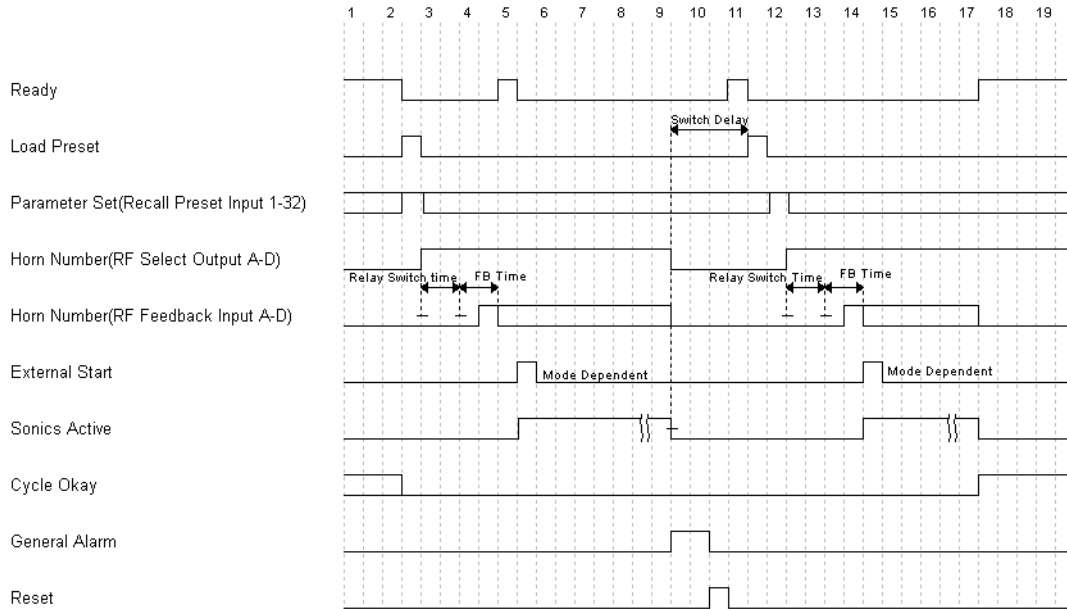 1 2 3 4 5 6 7 8 9 10 11 12 13 14 15 16 17 18 19
Ready
Switch Delay
Load Preset
Parameter Set(Recall Preset Input 1-32)
Horn Number(RF Select Output A-D)
Relay Switch time FB Time Relay Switch Time FB Time
Horn Number(RF Feedback Input A-D)
External Start
Mode Dependent Mode Dependent
Sonics Active
Cycle Okay
General Alarm
Reset